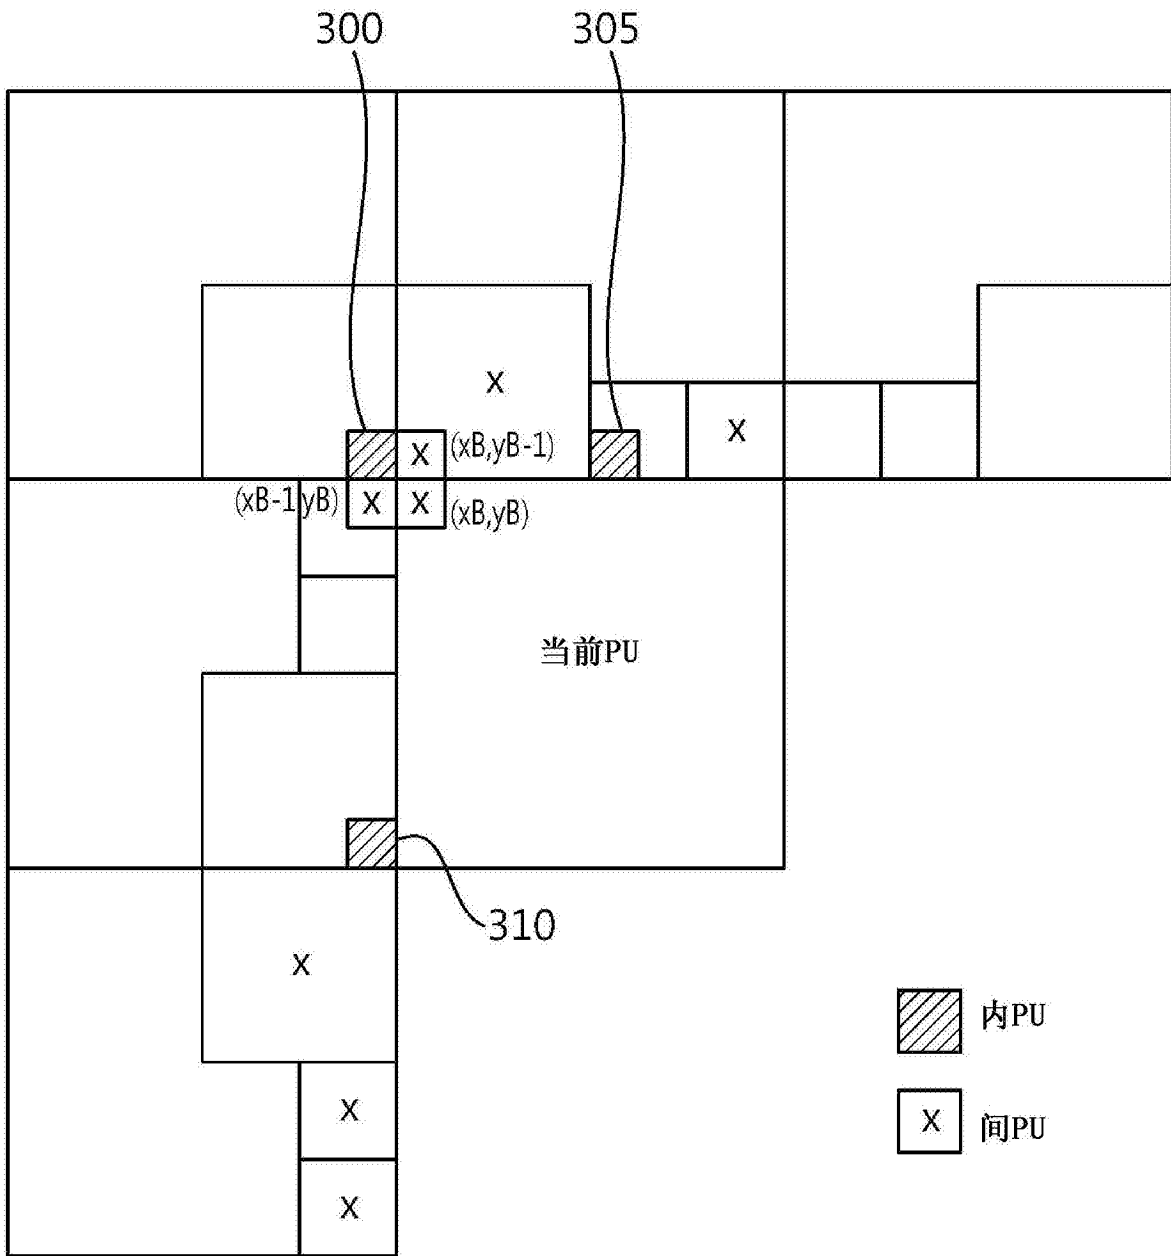 300
305
x
x
x
(xB,yB-1)
(xB-1,yB)
x
x
(xB,yB)
当前PU
310
x
内PU
x
x
间PU
x